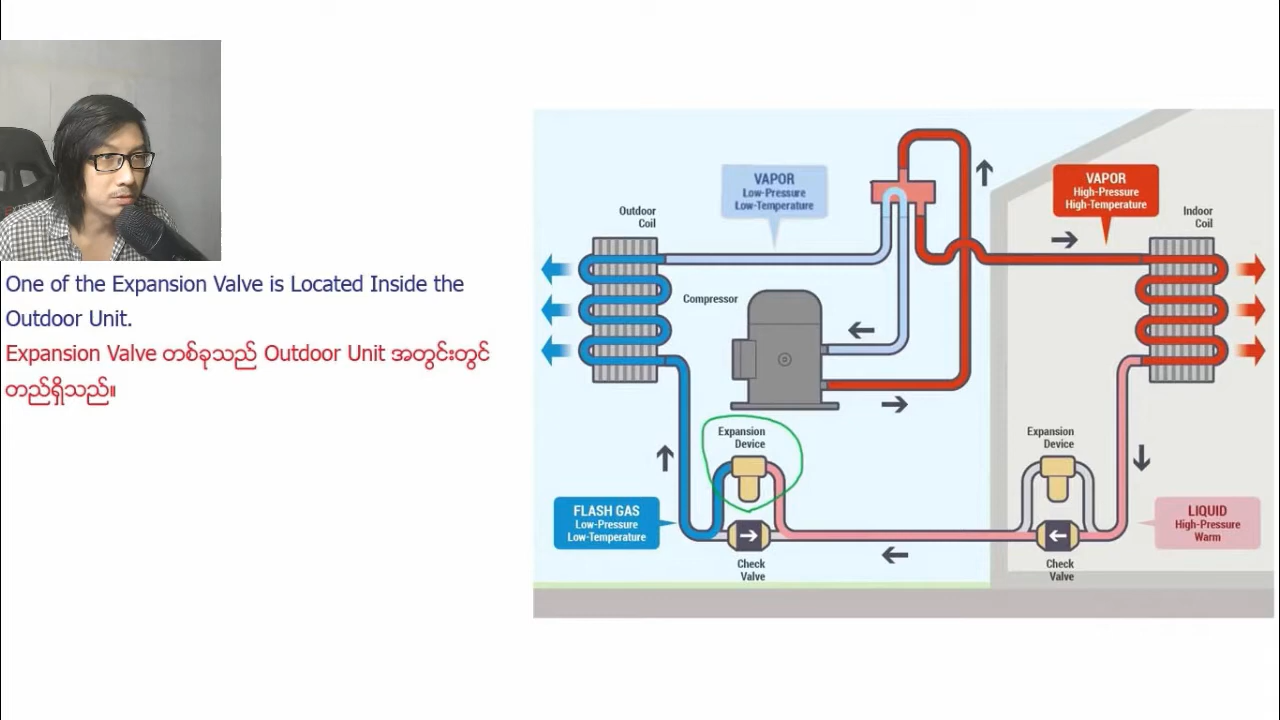 One of the Expansion Valve is Located Inside the
Outdoor Unit.
Expansion Valve တစ်ခုသည် Outdoor Unit အတွင်းတွင်
တည်ရှိသည်။
VAPOR
Low-Pressure
Low-Temperature
VAPOR
High-Pressure
High-Temperature
Outdoor
Coil
Indoor
Coil
Compressor
Expansion
Device
Expansion
Device
FLASH GAS
Low-Pressure
Low-Temperature
LIQUID
High-Pressure
Warm
Check
Valve
Check
Valve